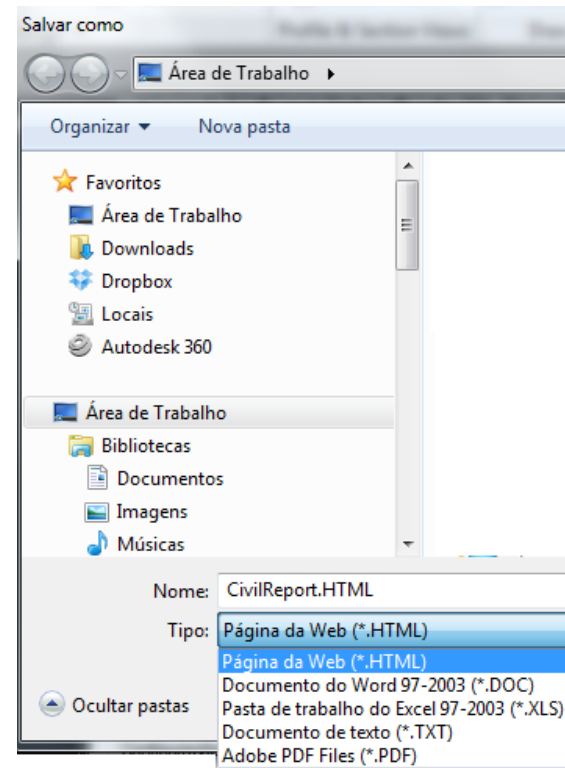 Salvar como
Área de Trabalho
Organizar
Nova pasta
Favoritos
Área de Trabalho
Downloads
Dropbox
Locais
Autodesk 360
Área de Trabalho
Bibliotecas
Documentos
Imagens
Músicas
Nome: CivilReport.HTML
Tipo: Página da Web (*.HTML)
Página da Web (*.HTML)
Documento do Word 97-2003 (*.DOC)
Pasta de trabalho do Excel 97-2003 (*.XLS)
Documento de texto (*.TXT)
Adobe PDF Files (*.PDF)
Ocultar pastas